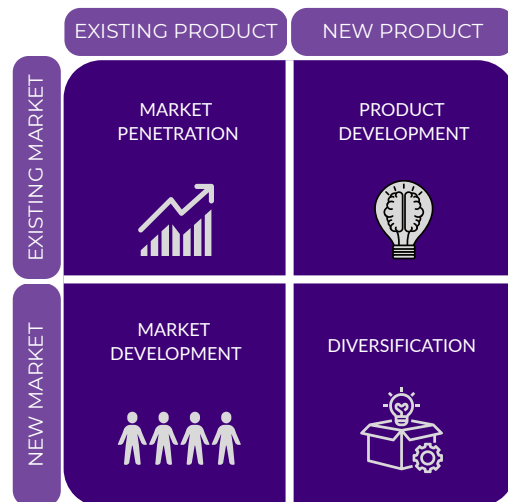 EXISTING PRODUCT
NEW PRODUCT
EXISTING MARKET
MARKET
PENETRATION
PRODUCT
DEVELOPMENT
NEW MARKET
MARKET
DEVELOPMENT
DIVERSIFICATION